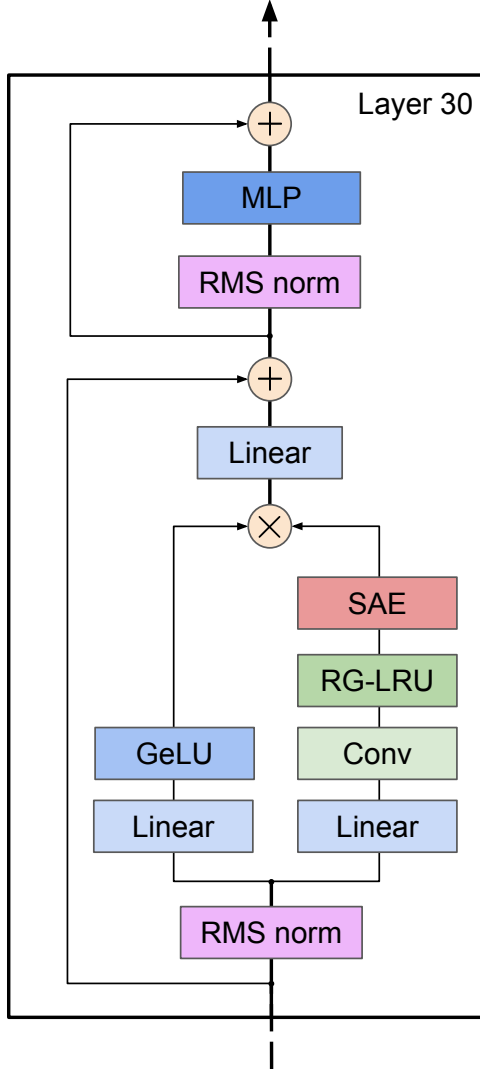 Layer 30
+
MLP
RMS norm
+
Linear
×
SAE
RG-LRU
GeLU
Conv
Linear
Linear
RMS norm